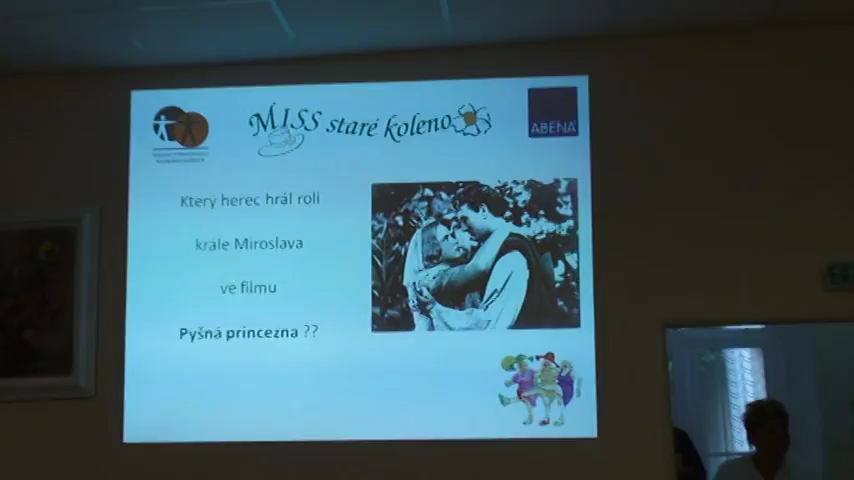 MISS staré koleno
ABENA
Který herec hrál roli
krále Miroslava
ve filmu
Pyšná princezna ??